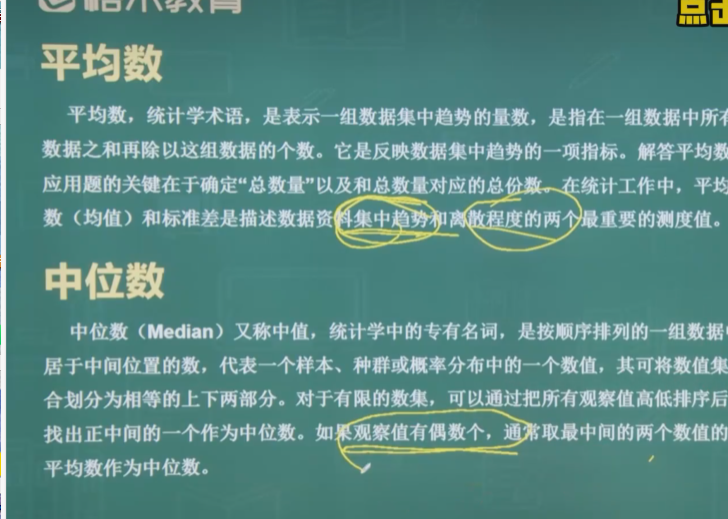 格木教育
点击
平均数
平均数，统计学术语，是表示一组数据集中趋势的量数，是指在一组数据中所有
数据之和再除以这组数据的个数。它是反映数据集中趋势的一项指标。解答平均数
应用题的关键在于确定“总数量”以及和总数量对应的总份数。在统计工作中，平均
数（均值）和标准差是描述数据资料集中趋势和离散程度的两个最重要的测度值。
中位数
中位数（Median）又称中值，统计学中的专有名词，是按顺序排列的一组数据中
居于中间位置的数，代表一个样本、种群或概率分布中的一个数值，其可将数值集
合划分为相等的上下两部分。对于有限的数集，可以通过把所有观察值高低排序后
找出正中间的一个作为中位数。如果观察值有偶数个，通常取最中间的两个数值的
平均数作为中位数。